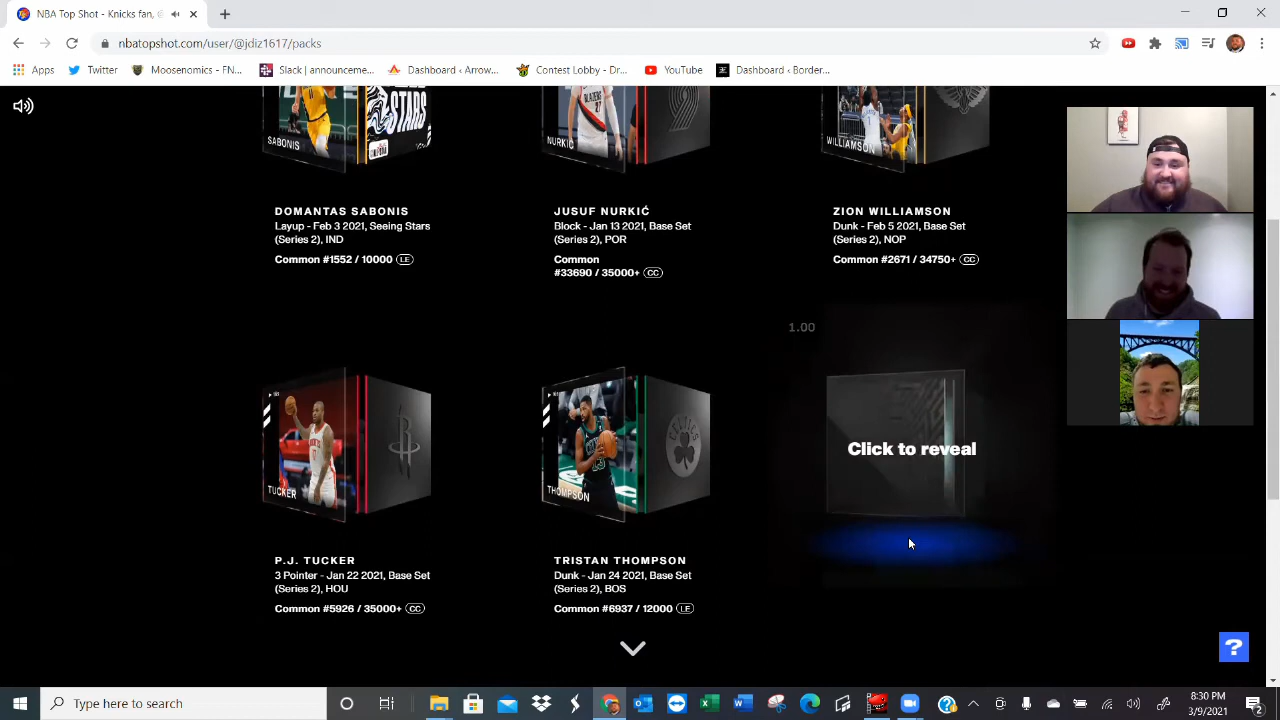 NBA Top Shot - Knicks fan, (
nbatopshot.com/user/@jdiz1617/packs
Apps
Twitter
Moosenomics FN...
Slack | announceme...
Dashboard - Arrow...
Contest Lobby - Dr...
YouTube
Dashboard ‹ Border...
SABONIS
STARS
NURKIĆ
WILLIAMSON
DOMANTAS SABONIS
Layup - Feb 3 2021, Seeing Stars
(Series 2), IND
Common #1552 / 10000 LE
JUSUF NURKIĆ
Block - Jan 13 2021, Base Set
(Series 2), POR
Common
#33690 / 35000+ CC
ZION WILLIAMSON
Dunk - Feb 5 2021, Base Set
(Series 2), NOP
Common #2671 / 34750+ CC
1.00
TUCKER
CELTICS
THOMPSON
Click to reveal
P.J. TUCKER
3 Pointer - Jan 22 2021, Base Set
(Series 2), HOU
Common #5926 / 35000+ CC
TRISTAN THOMPSON
Dunk - Jan 24 2021, Base Set
(Series 2), BOS
Common #6937 / 12000 LE
?
Type here to search
8:30 PM
3/9/2021
2